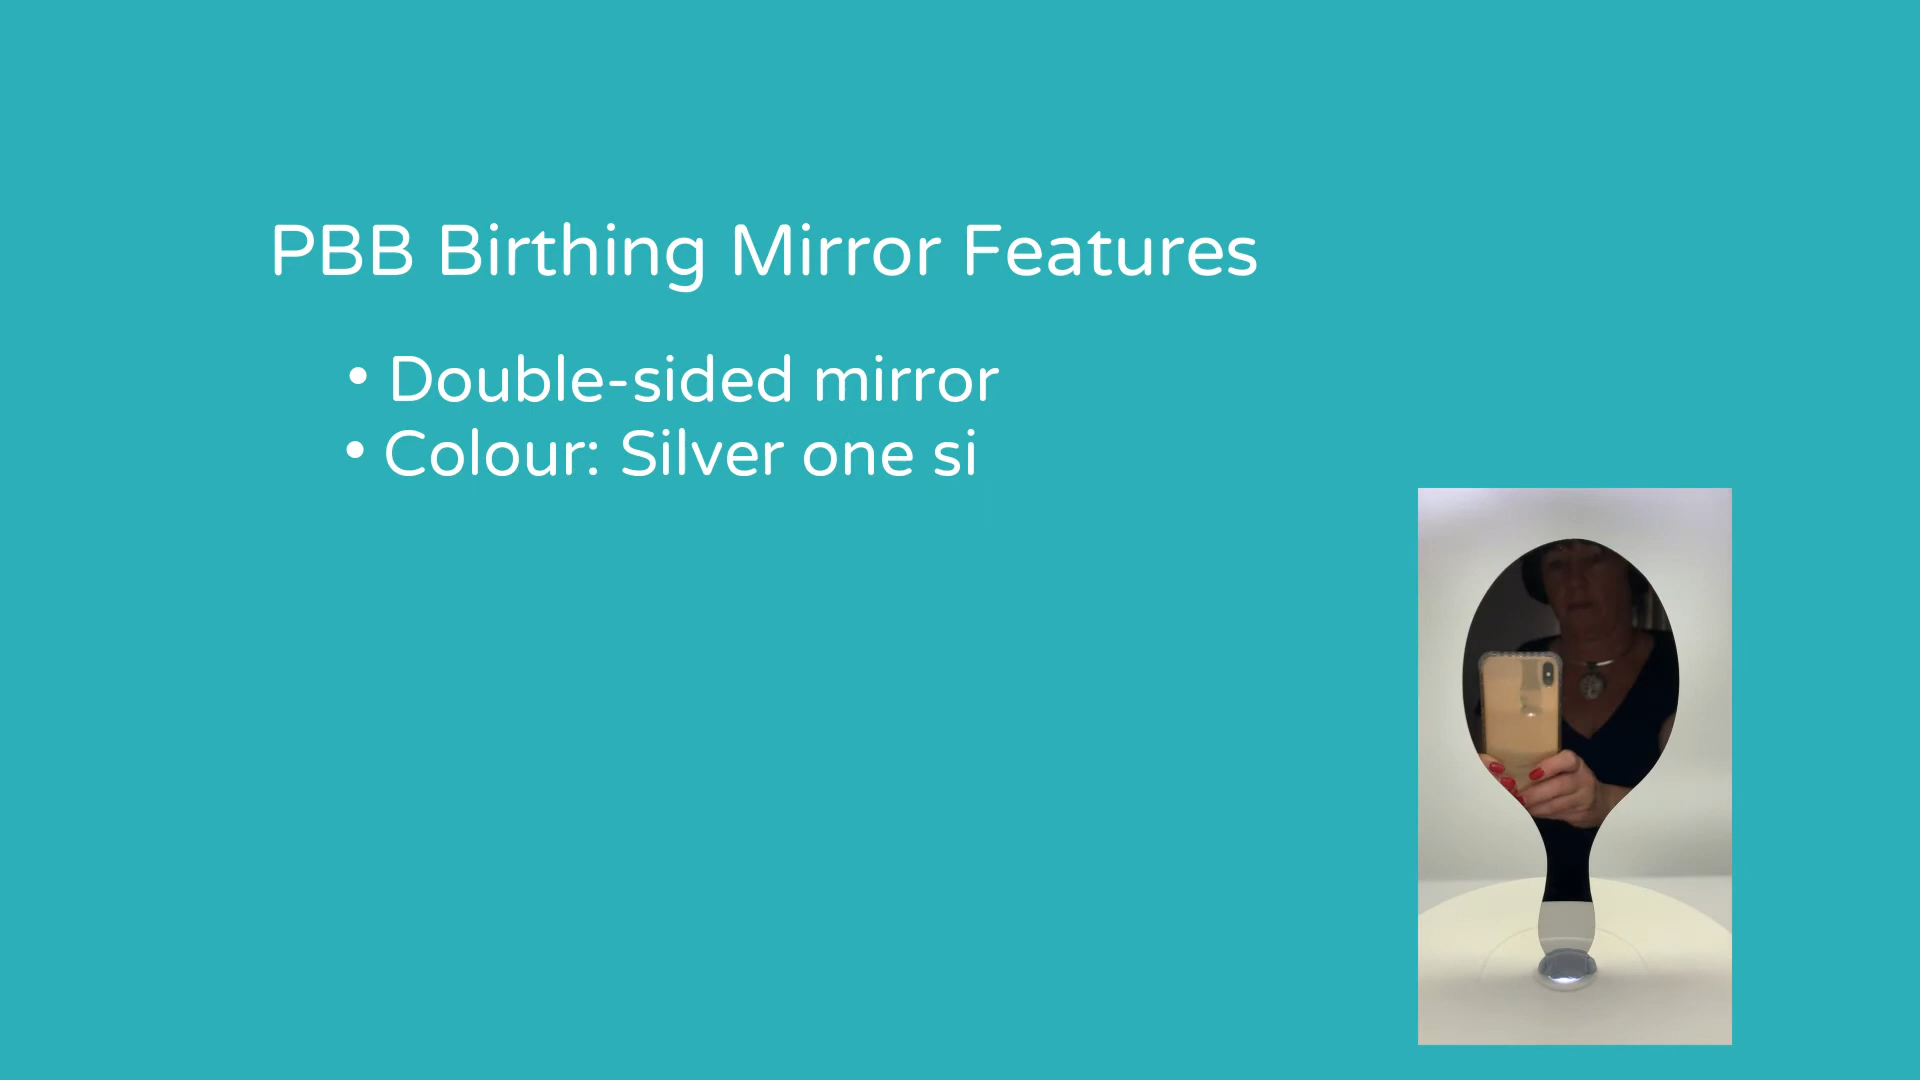 PBB Birthing Mirror Features
• Double-sided mirror
• Colour: Silver one si